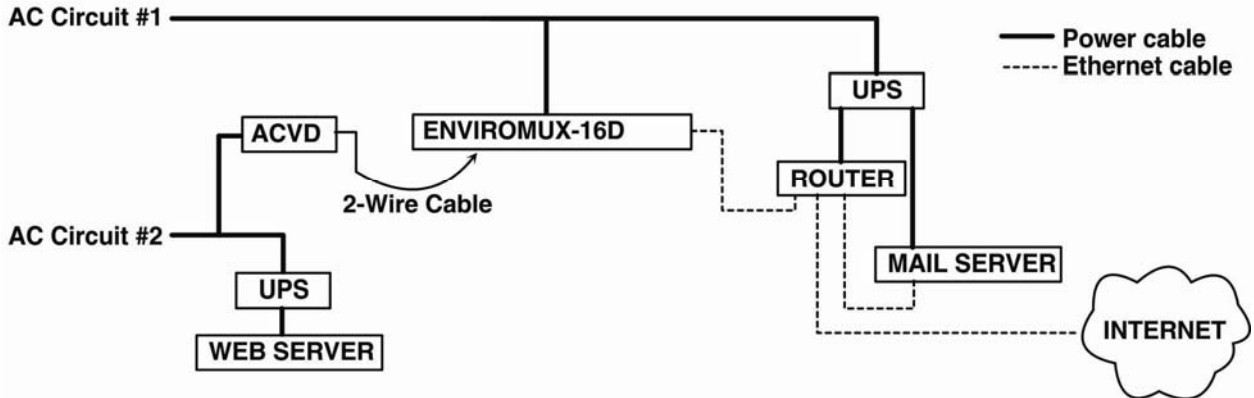 AC Circuit #1
Power cable
Ethernet cable
UPS
ACVD
ENVIROMUX-16D
ROUTER
2-Wire Cable
AC Circuit #2
MAIL SERVER
UPS
INTERNET
WEB SERVER